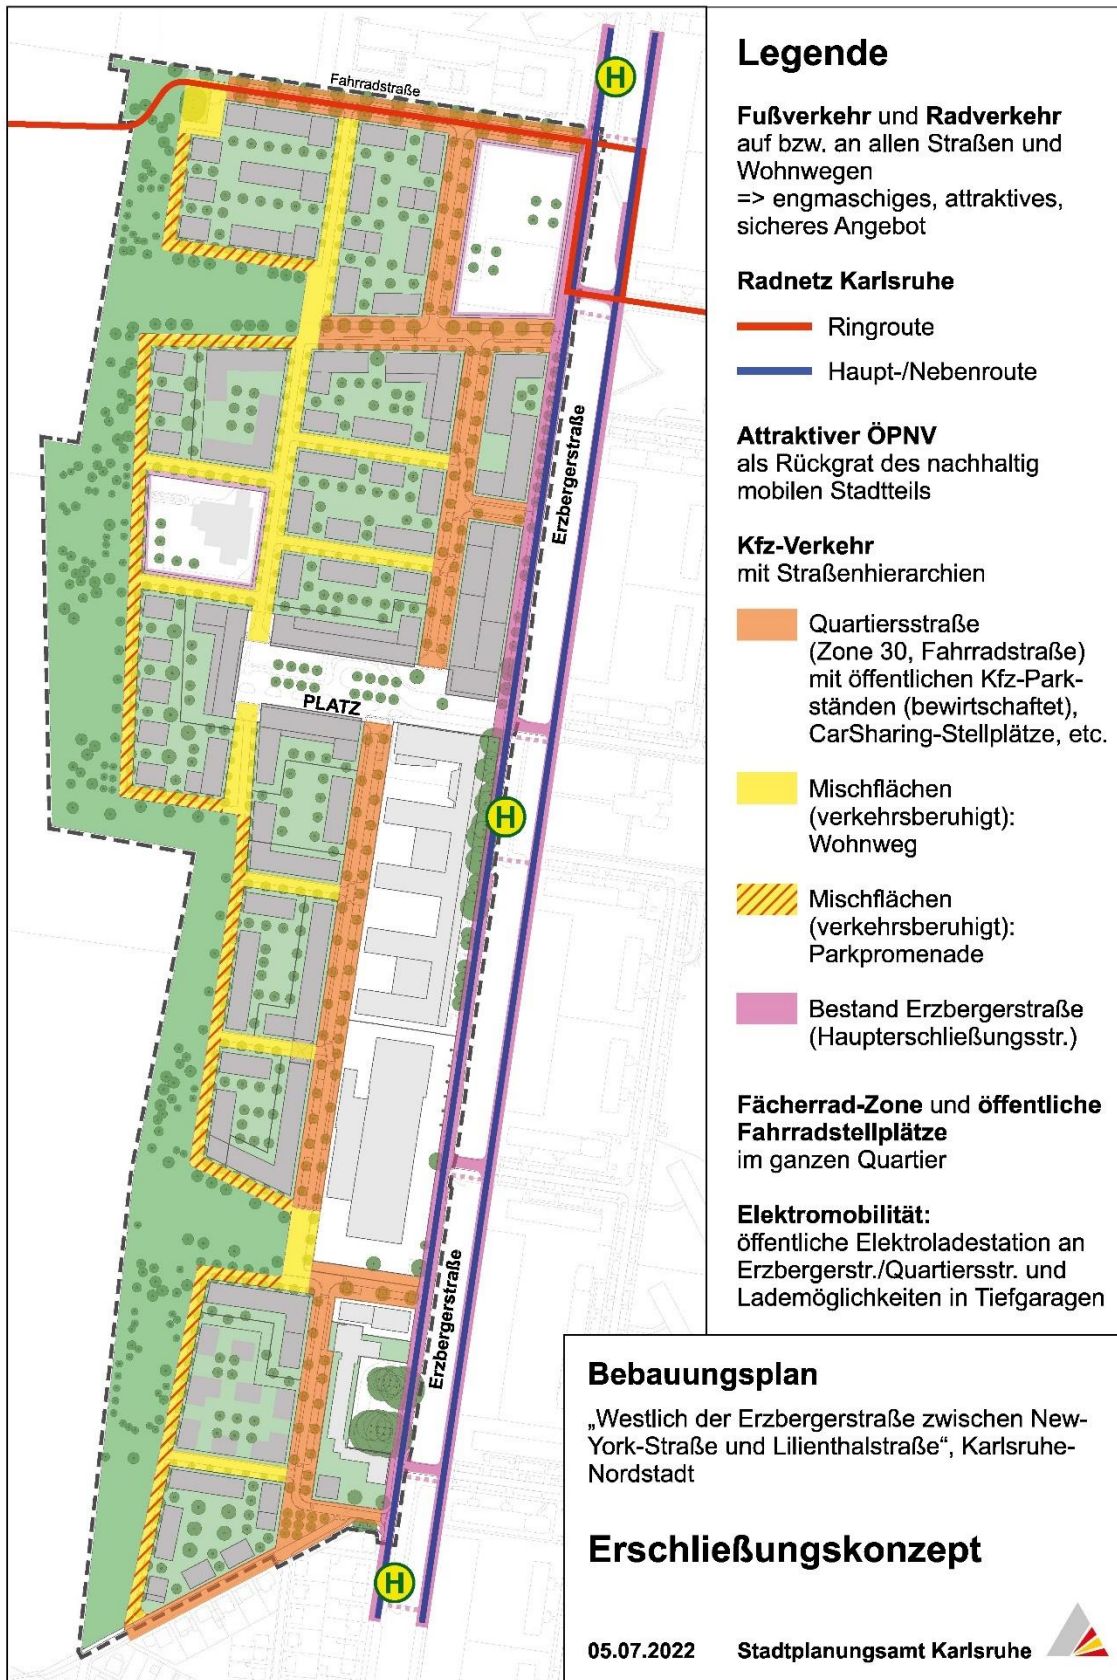 Fahrradstraße
H
Erzbergerstraße
PLATZ
H
Erzbergerstraße
H
Legende
Fußverkehr und Radverkehr
auf bzw. an allen Straßen und
Wohnwegen
=> engmaschiges, attraktives,
sicheres Angebot
Radnetz Karlsruhe
Ringroute
Haupt-/Nebenroute
Attraktiver ÖPNV
als Rückgrat des nachhaltig
mobilen Stadtteils
Kfz-Verkehr
mit Straßenhierarchien
Quartiersstraße
(Zone 30, Fahrradstraße)
mit öffentlichen Kfz-Park-
ständen (bewirtschaftet),
CarSharing-Stellplätze, etc.
Mischflächen
(verkehrsberuhigt):
Wohnweg
Mischflächen
(verkehrsberuhigt):
Parkpromenade
Bestand Erzbergerstraße
(Haupterschließungsstr.)
Fächerrad-Zone und öffentliche
Fahrradstellplätze
im ganzen Quartier
Elektromobilität:
öffentliche Elektroladestation an
Erzbergerstr./Quartiersstr. und
Lademöglichkeiten in Tiefgaragen
Bebauungsplan
„Westlich der Erzbergerstraße zwischen New-
York-Straße und Lilienthalstraße“, Karlsruhe-
Nordstadt
Erschließungskonzept
05.07.2022 Stadtplanungsamt Karlsruhe